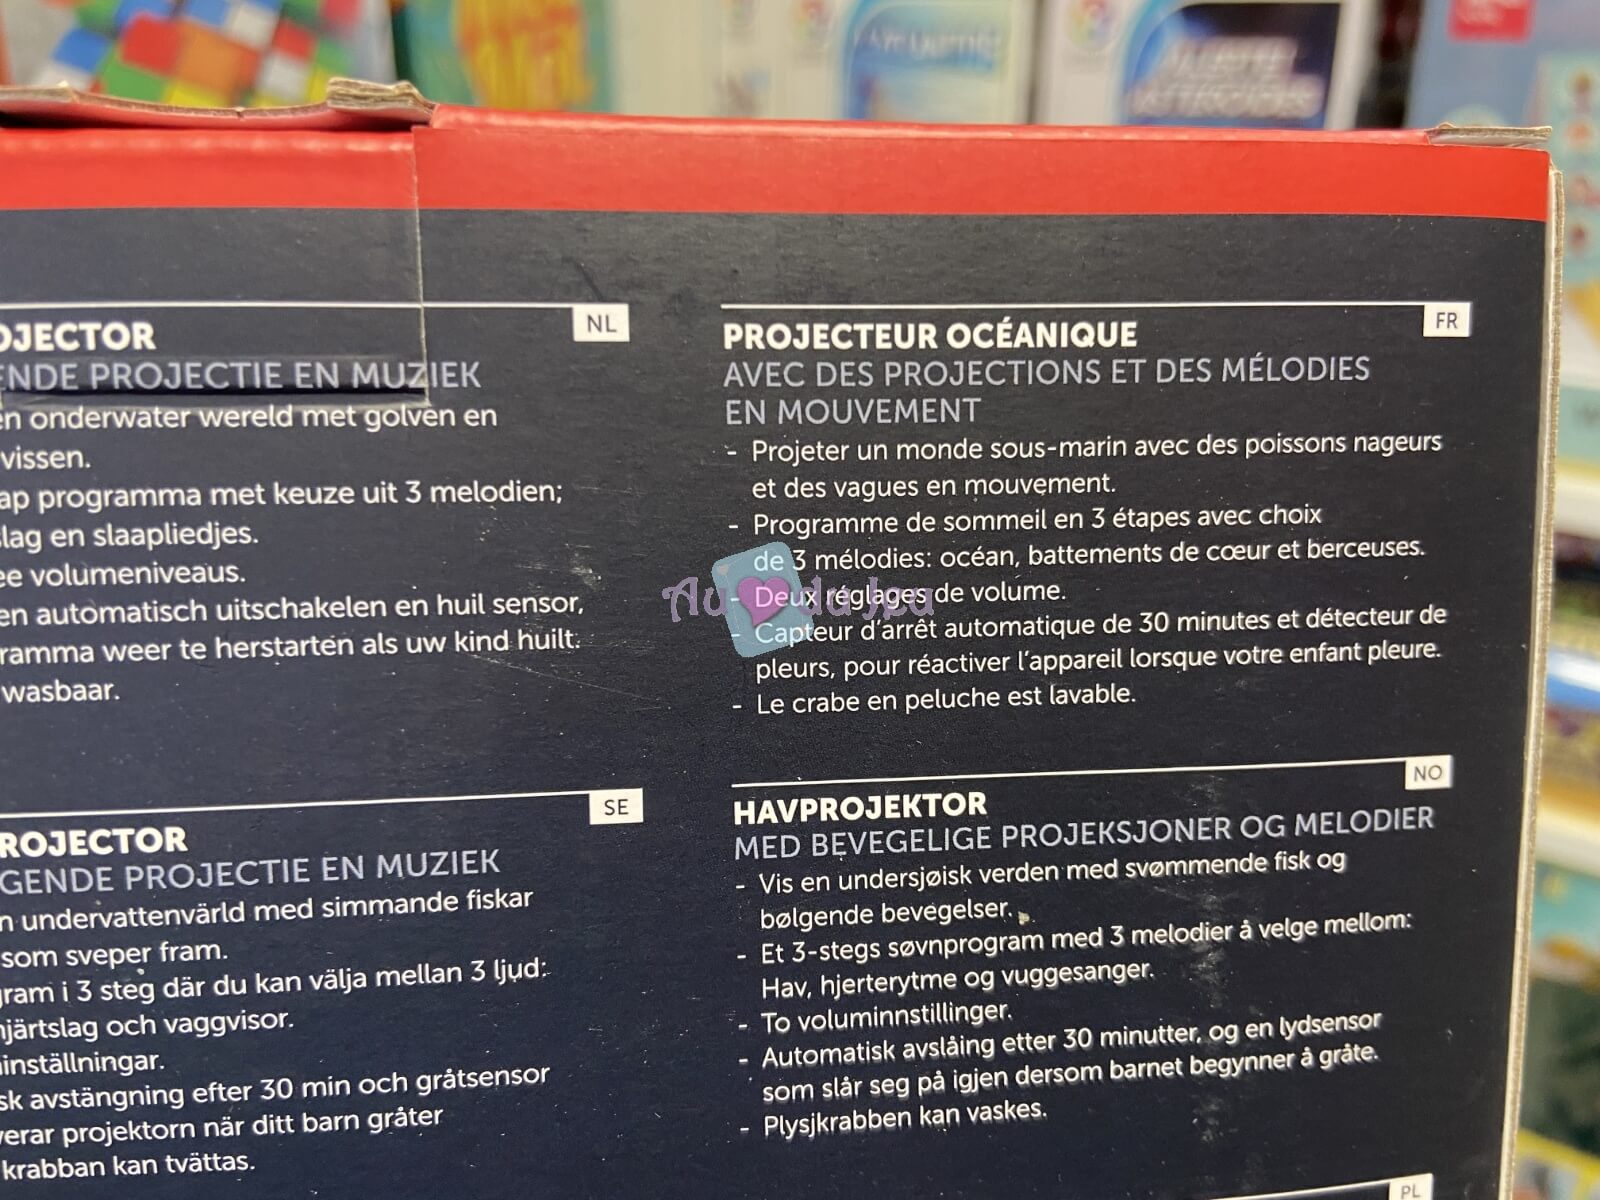 NL
OJECTOR
ENDE PROJECTIE EN MUZIEK
en onderwater wereld met golven en
vissen.
ap programma met keuze uit 3 melodien;
lag en slaapliedjes.
ee volumeniveaus.
en automatisch uitschakelen en huil sensor,
ramma weer te herstarten als uw kind huilt.
wasbaar.
FR
PROJECTEUR OCÉANIQUE
AVEC DES PROJECTIONS ET DES MÉLODIES
EN MOUVEMENT
- Projeter un monde sous-marin avec des poissons nageurs
et des vagues en mouvement.
- Programme de sommeil en 3 étapes avec choix
de 3 mélodies: océan, battements de cœur et berceuses.
- Deux réglages de volume.
- Capteur d'arrêt automatique de 30 minutes et détecteur de
pleurs, pour réactiver l'appareil lorsque votre enfant pleure.
- Le crabe en peluche est lavable.
Au du Jeu
SE
ROJECTOR
GENDE PROJECTIE EN MUZIEK
n undervattenvärld med simmande fiskar
som sveper fram.
gram i 3 steg där du kan välja mellan 3 ljud:
hjärtslag och vaggvisor.
inställningar.
sk avstängning efter 30 min och gråtsensor
verar projektorn när ditt barn gråter
krabban kan tvättas.
NO
HAVPROJEKTOR
MED BEVEGELIGE PROJEKSJONER OG MELODIER
- Vis en undersjøisk verden med svømmende fisk og
bølgende bevegelser.
- Et 3-stegs søvnprogram med 3 melodier å velge mellom:
Hav, hjerterytme og vuggesanger.
- To voluminnstillinger.
- Automatisk avslåing etter 30 minutter, og en lydsensor
som slår seg på igjen dersom barnet begynner å gråte.
- Plysjkrabben kan vaskes.
PL